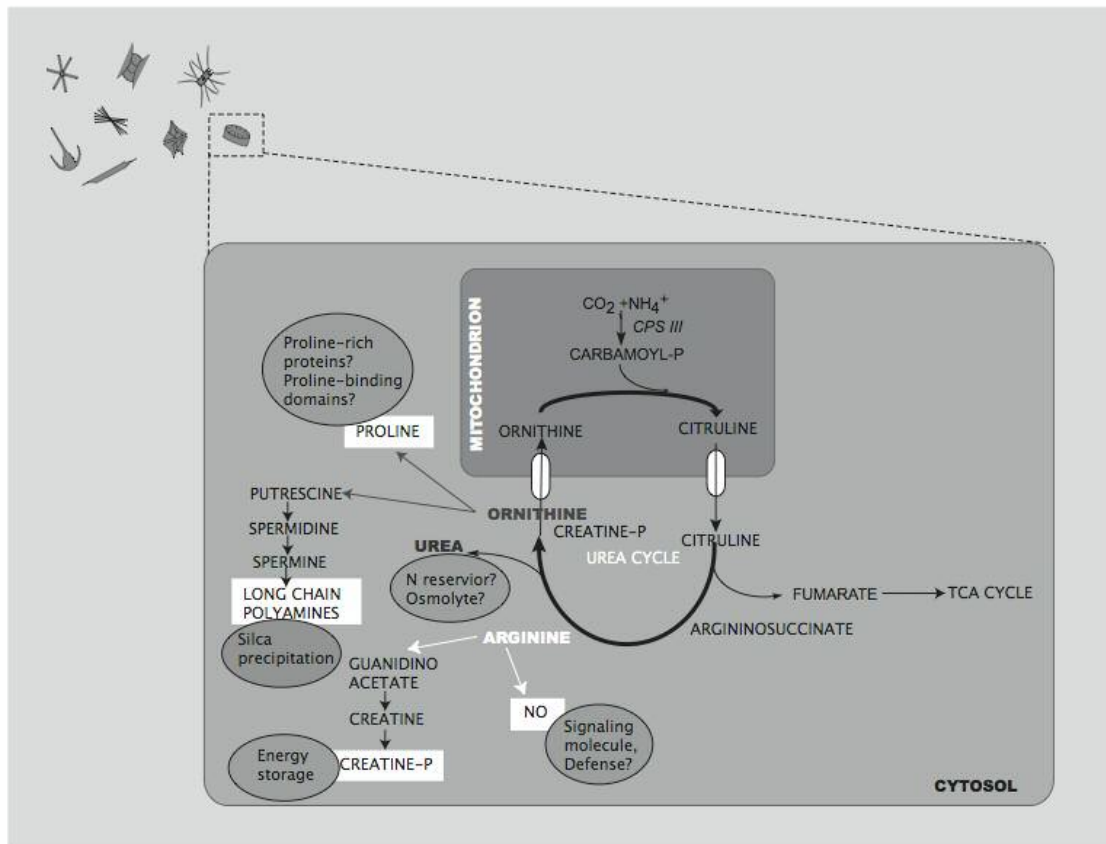 MITOCHONDRION
CO2 +NH4+
CPS III
CARBAMOYL-P
ORNITHINE
CITRULINE
Proline-rich
proteins?
Proline-binding
domains?
PROLINE
PUTRESCINE
SPERMIDINE
SPERMINE
LONG CHAIN
POLYAMINES
Silca
precipitation
ORNITHINE
CREATINE-P
UREA CYCLE
CITRULINE
UREA
N reservior?
Osmolyte?
FUMARATE
TCA CYCLE
ARGININOSUCCINATE
ARGININE
GUANIDINO
ACETATE
CREATINE
CREATINE-P
Energy
storage
NO
Signaling
molecule,
Defense?
CYTOSOL